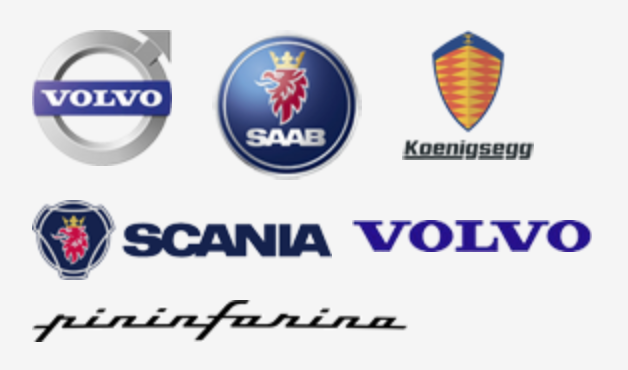 VOLVO
SAAB
Koenigsegg
SCANIA
VOLVO
pininfarina